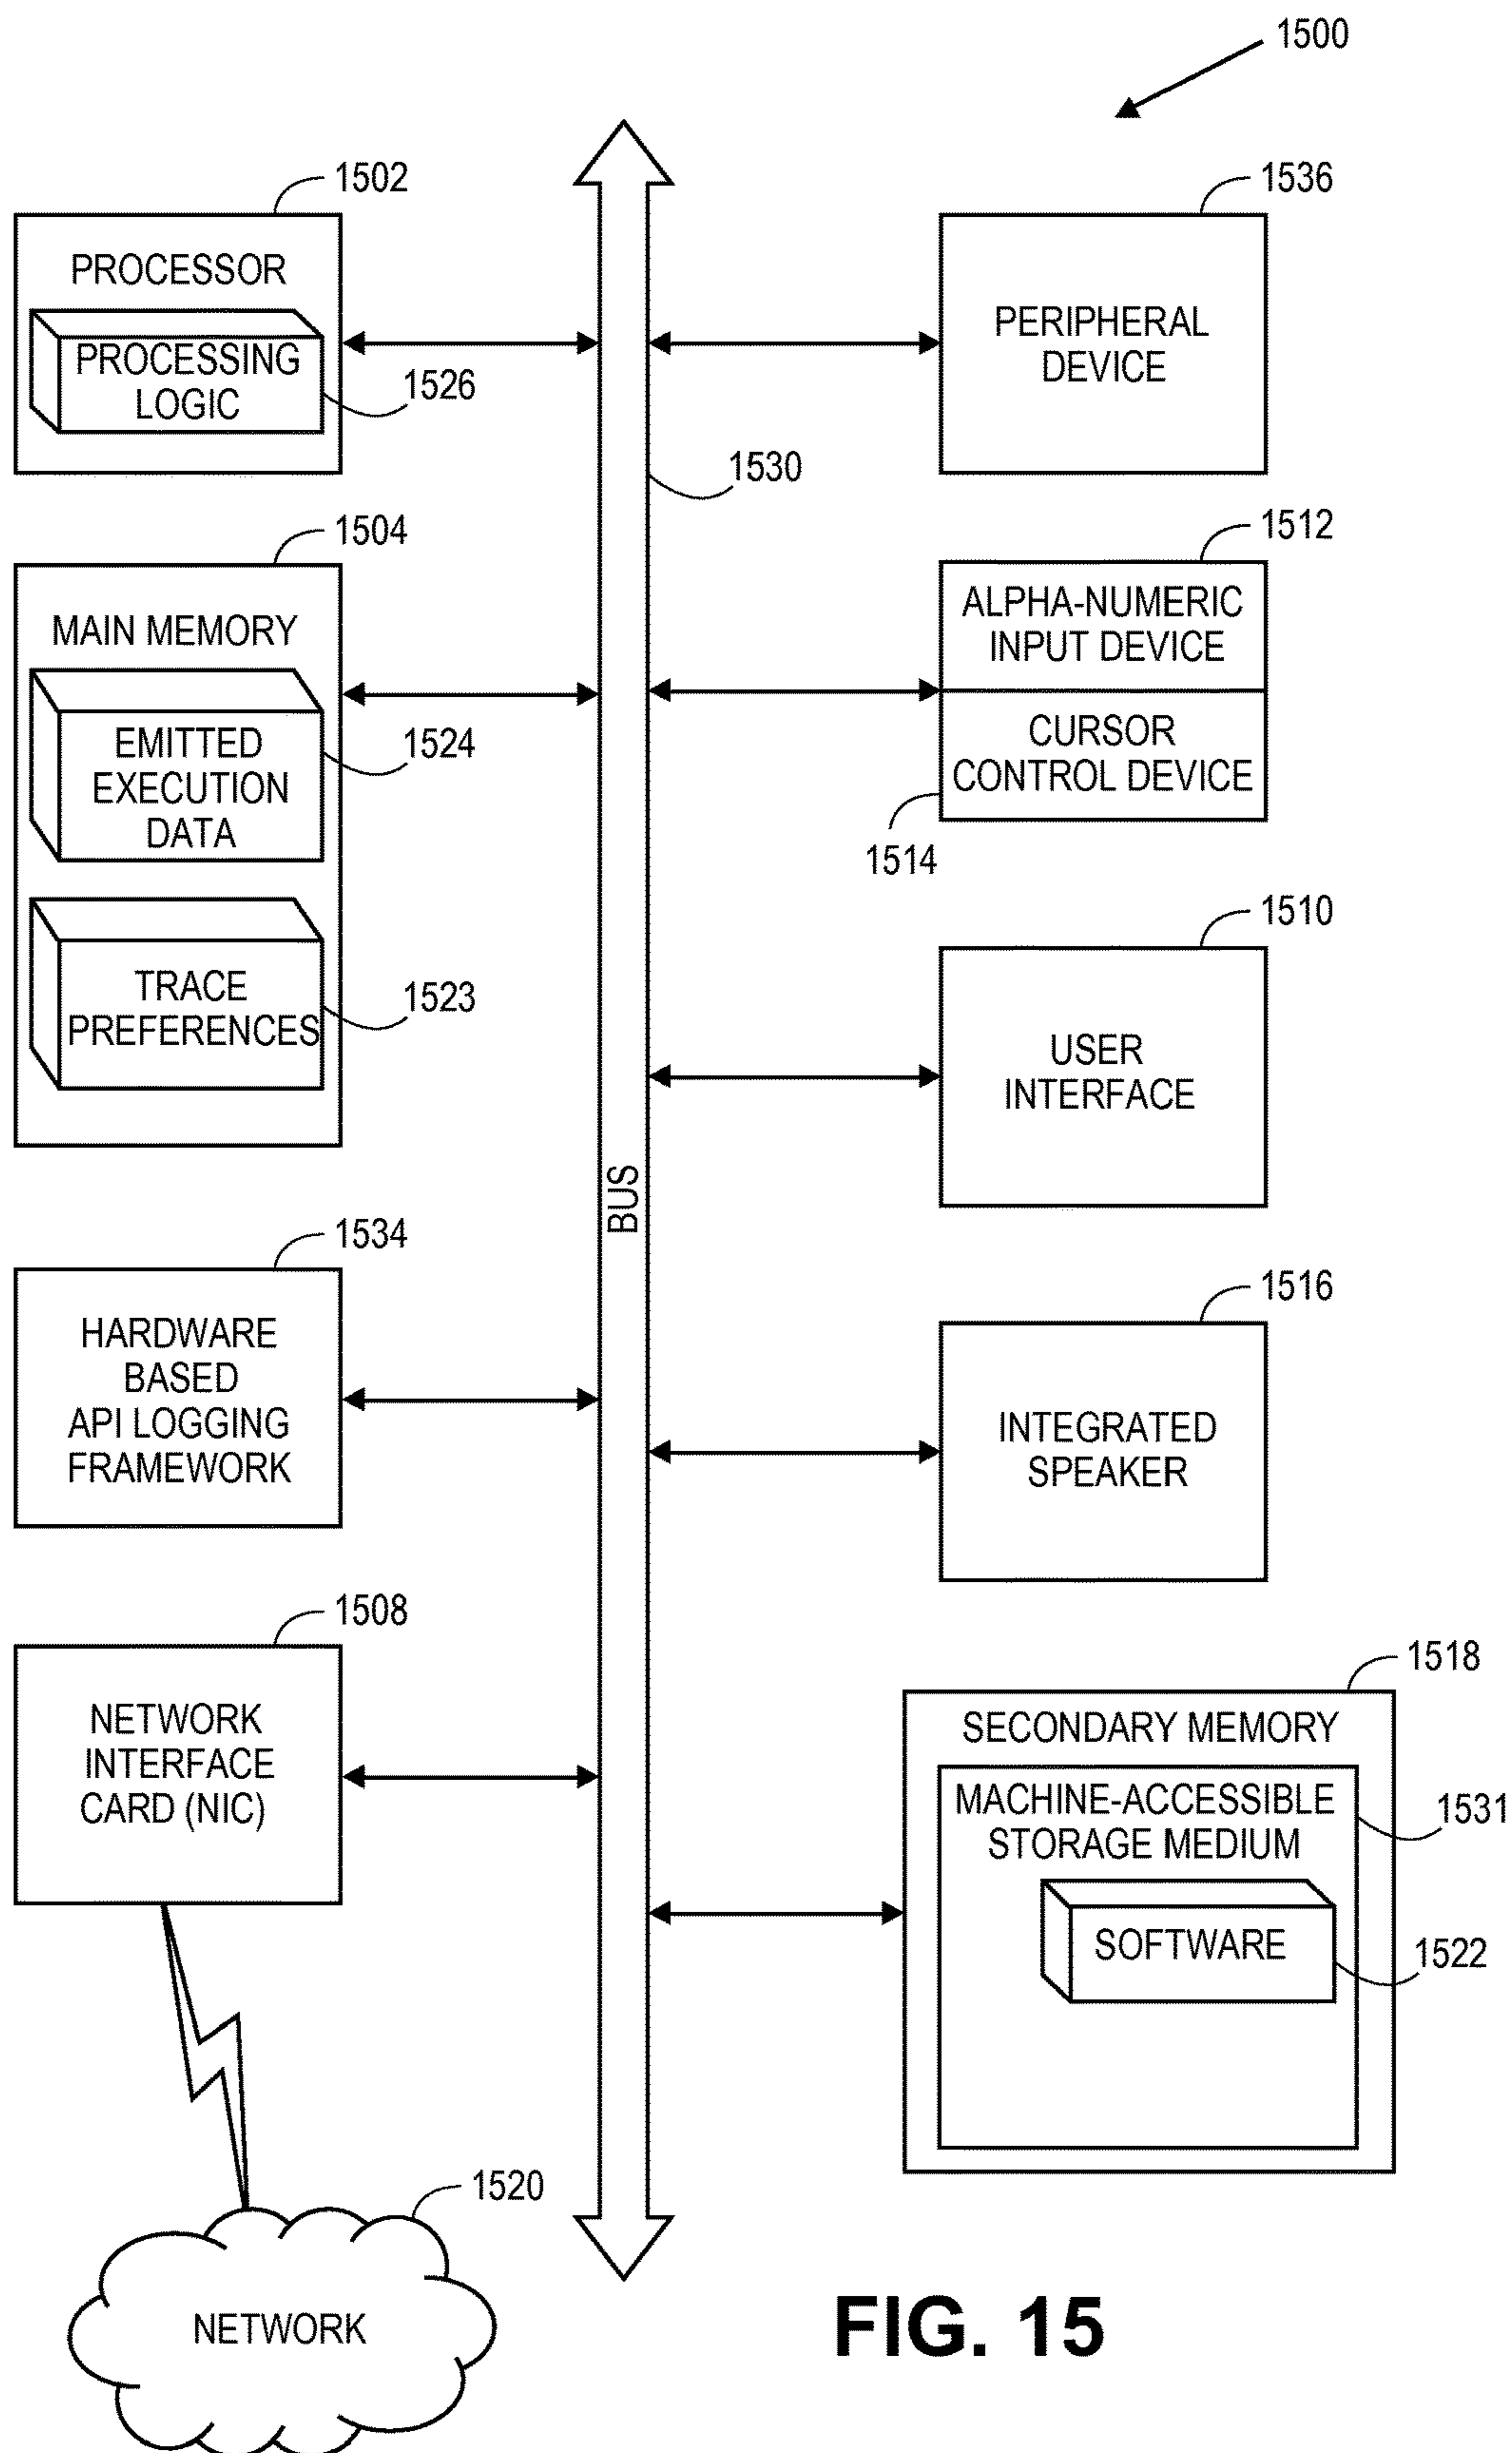 1500
1502
PROCESSOR
PROCESSING
LOGIC
1526
1504
MAIN MEMORY
EMITTED
EXECUTION
DATA
1524
TRACE
PREFERENCES
1523
1534
HARDWARE
BASED
API LOGGING
FRAMEWORK
1508
NETWORK
INTERFACE
CARD (NIC)
1520
NETWORK
BUS
1530
1536
PERIPHERAL
DEVICE
1512
ALPHA-NUMERIC
INPUT DEVICE
CURSOR
CONTROL DEVICE
1514
1510
USER
INTERFACE
1516
INTEGRATED
SPEAKER
1518
SECONDARY MEMORY
MACHINE-ACCESSIBLE
STORAGE MEDIUM
1531
SOFTWARE
1522
FIG. 15